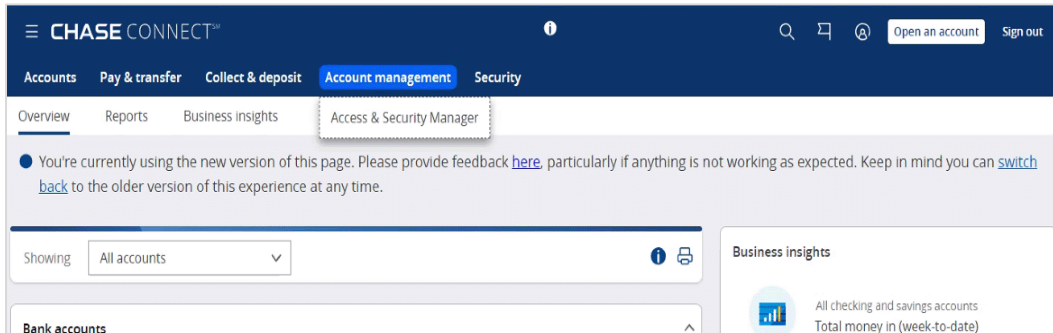 CHASE CONNECT℠
Open an account
Sign out
Accounts
Pay & transfer
Collect & deposit
Account management
Security
Overview
Reports
Business insights
Access & Security Manager
You're currently using the new version of this page. Please provide feedback here, particularly if anything is not working as expected. Keep in mind you can switch
back to the older version of this experience at any time.
Showing
All accounts
Business insights
All checking and savings accounts
Total money in (week-to-date)
Bank accounts